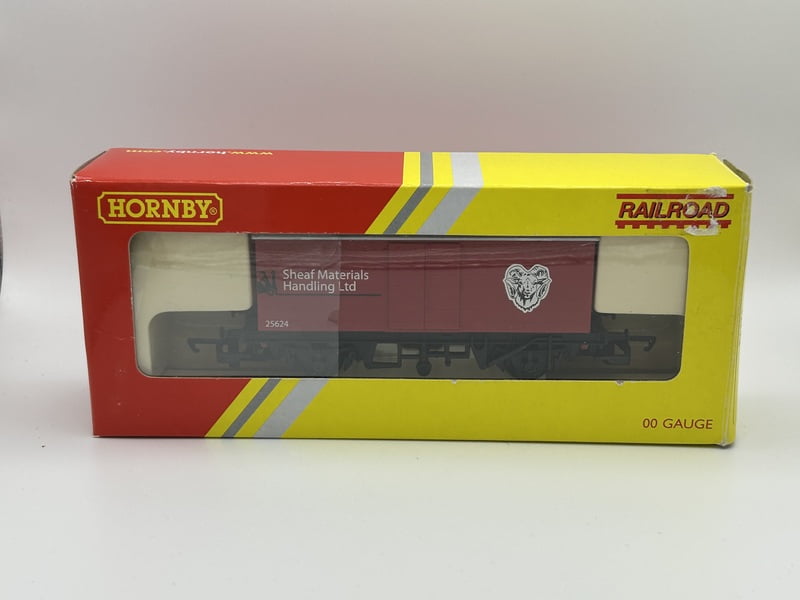 www.hornby.com
HORNBY®
RAILROAD
Sheaf Materials
Handling Ltd
25624
00 GAUGE